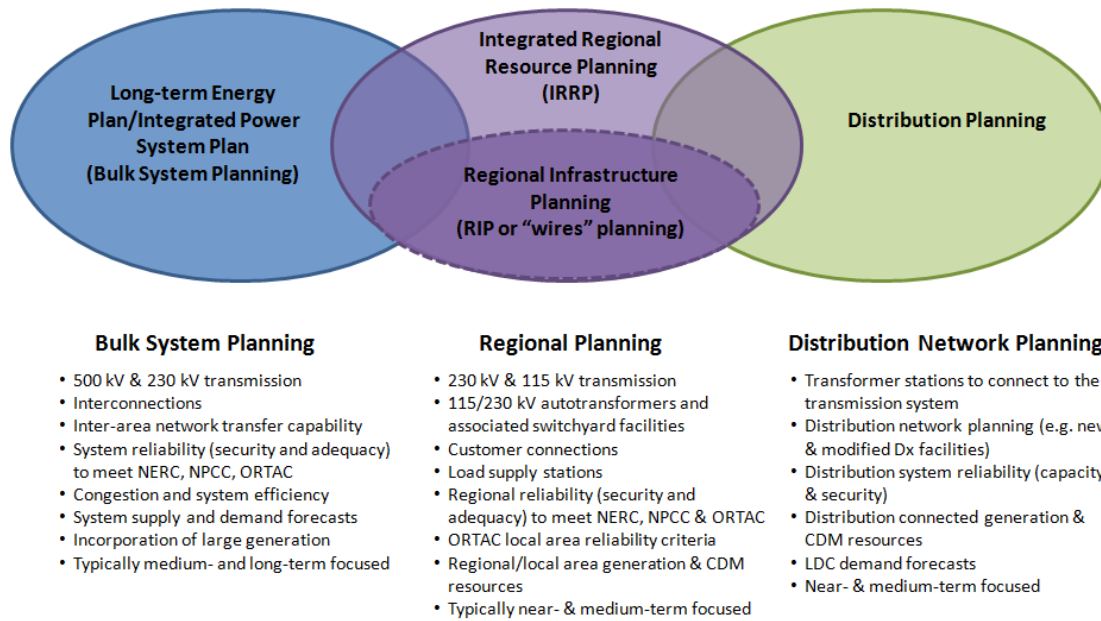 Long-term Energy
Plan/Integrated Power
System Plan
(Bulk System Planning)
Integrated Regional
Resource Planning
(IRRP)
Regional Infrastructure
Planning
(RIP or “wires” planning)
Distribution Planning
Bulk System Planning
• 500 kV & 230 kV transmission
• Interconnections
• Inter-area network transfer capability
• System reliability (security and adequacy)
to meet NERC, NPCC, ORTAC
• Congestion and system efficiency
• System supply and demand forecasts
• Incorporation of large generation
• Typically medium- and long-term focused
Regional Planning
• 230 kV & 115 kV transmission
• 115/230 kV autotransformers and
associated switchyard facilities
• Customer connections
• Load supply stations
• Regional reliability (security and
adequacy) to meet NERC, NPCC & ORTAC
• ORTAC local area reliability criteria
• Regional/local area generation & CDM
resources
• Typically near- & medium-term focused
Distribution Network Planning
• Transformer stations to connect to the
transmission system
• Distribution network planning (e.g. new
& modified Dx facilities)
• Distribution system reliability (capacity
& security)
• Distribution connected generation &
CDM resources
• LDC demand forecasts
• Near- & medium-term focused